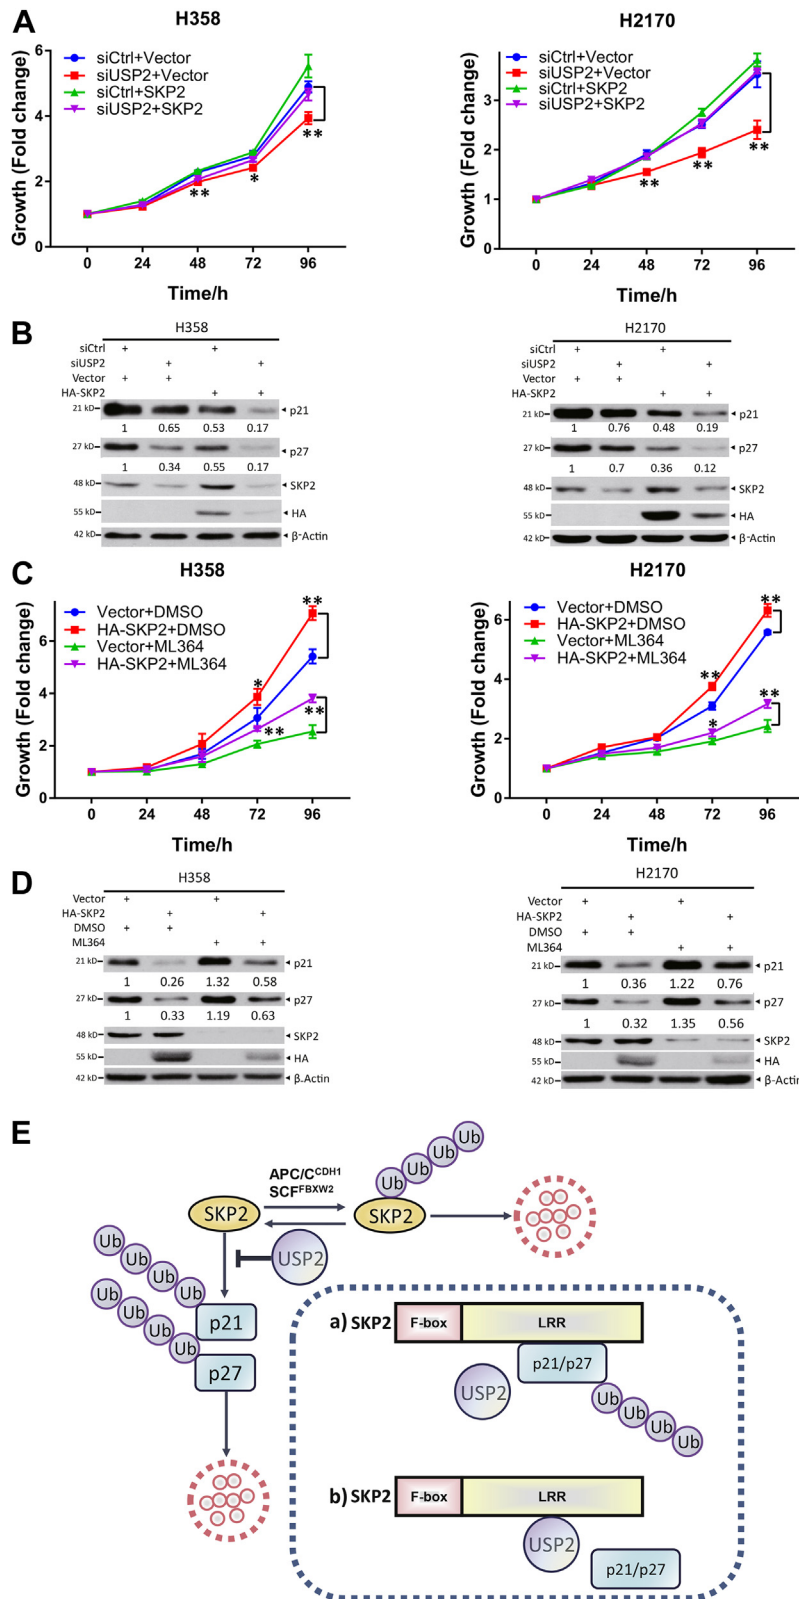 A
H358
H2170
Growth (Fold change)
6
4
2
0
siCtrl+Vector
siUSP2+Vector
siCtrl+SKP2
siUSP2+SKP2
** * **
0 24 48 72 96
Time/h
Growth (Fold change)
3
2
1
0
siCtrl+Vector
siUSP2+Vector
siCtrl+SKP2
siUSP2+SKP2
** ** **
0 24 48 72 96
Time/h
B
H358
siCtrl + +
siUSP2 + +
Vector + +
HA-SKP2 + +
21 kD p21
1 0.65 0.53 0.17
27 kD p27
1 0.34 0.55 0.17
48 kD SKP2
55 kD HA
42 kD β-Actin
H2170
siCtrl + +
siUSP2 + +
Vector + +
HA-SKP2 + +
21 kD p21
1 0.76 0.48 0.19
27 kD p27
1 0.7 0.36 0.12
48 kD SKP2
55 kD HA
42 kD β-Actin
C
H358
H2170
Growth (Fold change)
6
4
2
0
Vector+DMSO
HA-SKP2+DMSO
Vector+ML364
HA-SKP2+ML364
**
*
**
**
0 24 48 72 96
Time/h
Growth (Fold change)
6
4
2
0
Vector+DMSO
HA-SKP2+DMSO
Vector+ML364
HA-SKP2+ML364
**
**
**
*
0 24 48 72 96
Time/h
D
H358
Vector + +
HA-SKP2 + +
DMSO + +
ML364 + +
21 kD p21
1 0.26 1.32 0.58
27 kD p27
1 0.33 1.19 0.63
48 kD SKP2
55 kD HA
42 kD β.Actin
H2170
Vector + +
HA-SKP2 + +
DMSO + +
ML364 + +
21 kD p21
1 0.36 1.22 0.76
27 kD p27
1 0.32 1.35 0.56
48 kD SKP2
55 kD HA
42 kD β-Actin
E
Ub Ub Ub Ub
APC/C^CDH1
SCF^FBXW2
SKP2
SKP2
USP2
Ub Ub Ub Ub
p21
Ub Ub Ub Ub
p27
a) SKP2 F-box LRR
USP2
p21/p27
Ub Ub Ub Ub
b) SKP2 F-box LRR
USP2
p21/p27